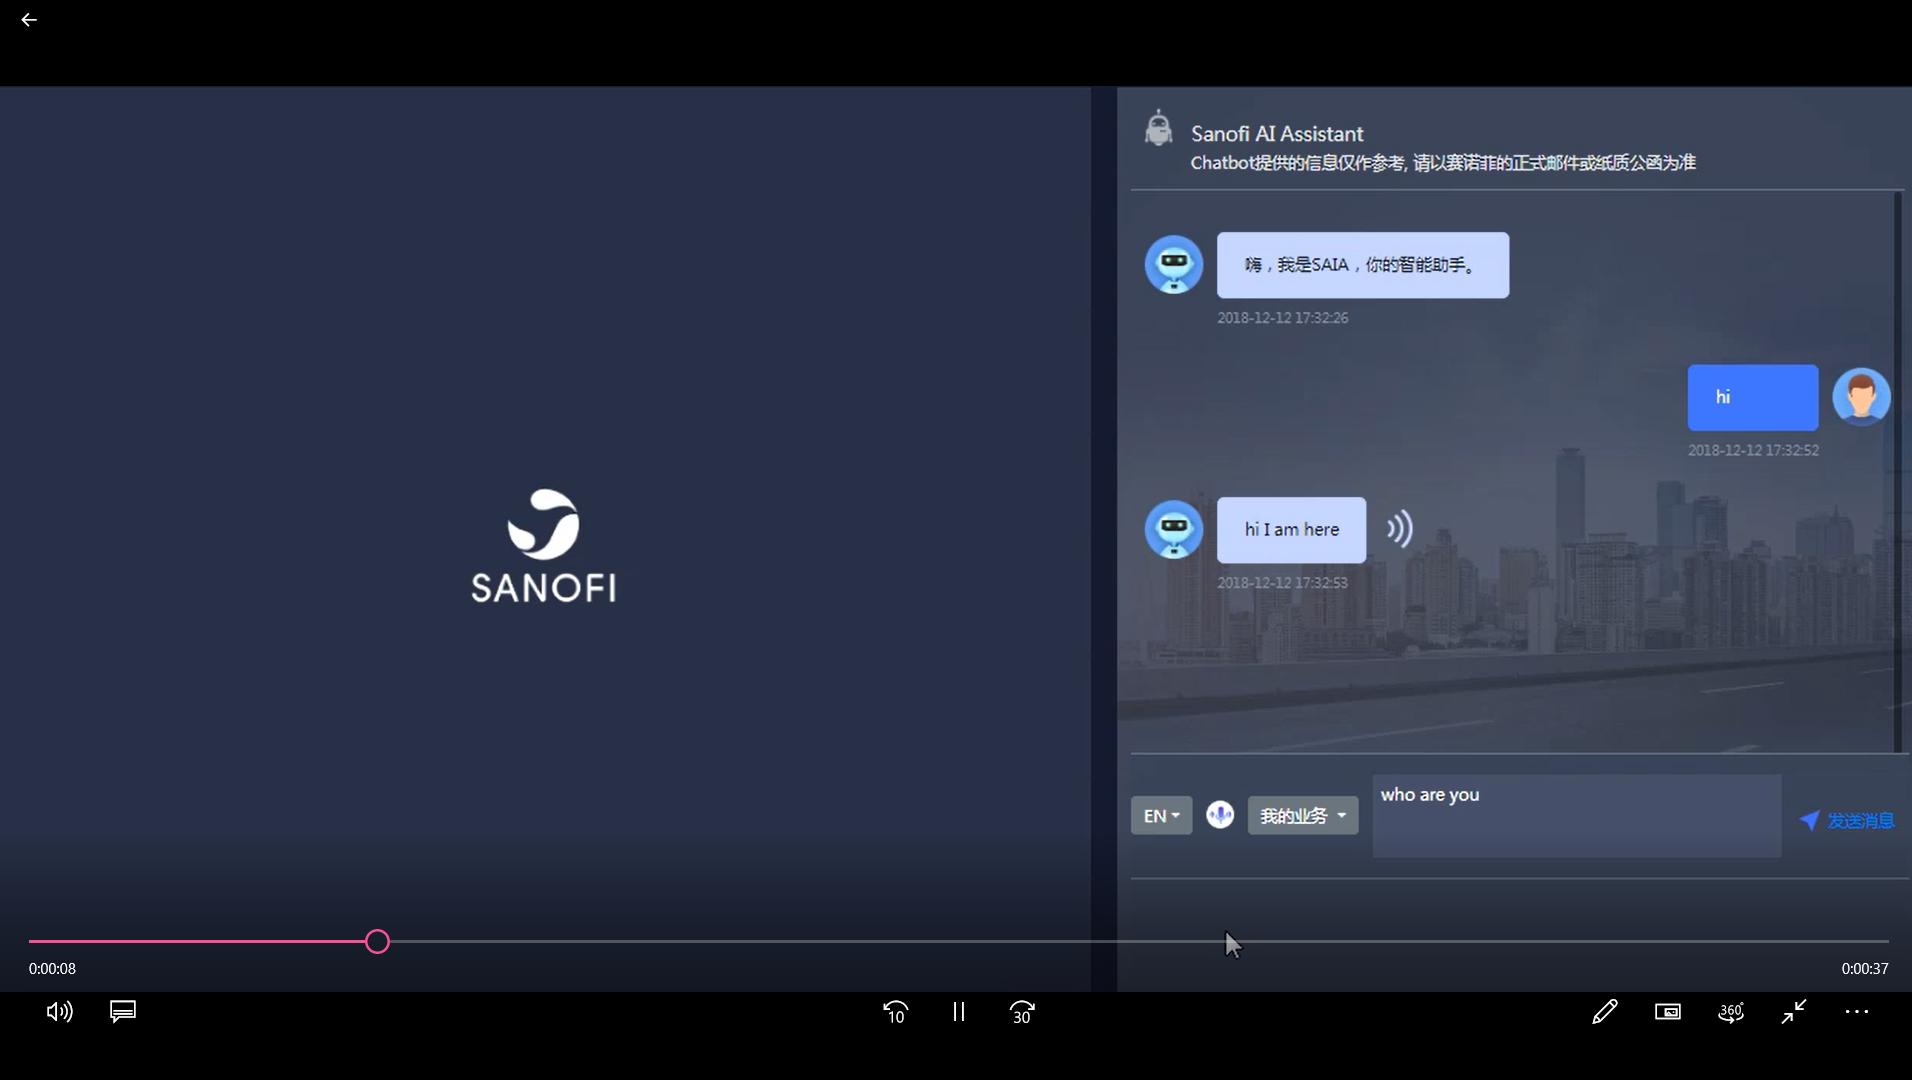 Sanofi AI Assistant
Chatbot提供的信息仅作参考, 请以赛诺菲的正式邮件或纸质公函为准
嗨，我是SAIA，你的智能助手。
2018-12-12 17:32:26
hi
2018-12-12 17:32:52
SANOFI
hi I am here
2018-12-12 17:32:53
EN
我的业务
who are you
发送消息
0:00:08
0:00:37
10
30
360°